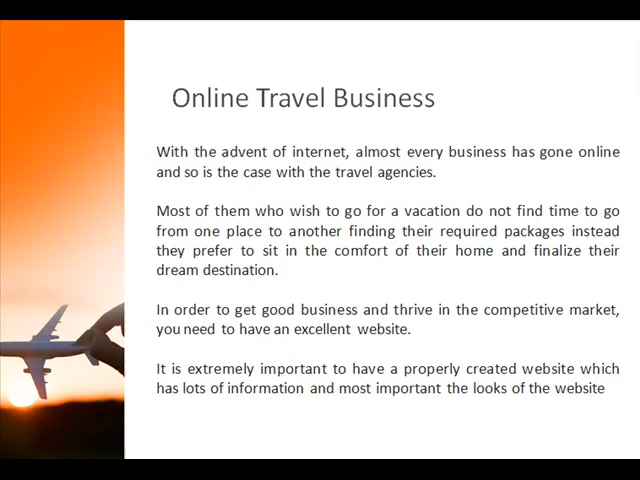 Online Travel Business
With the advent of internet, almost every business has gone online
and so is the case with the travel agencies.
Most of them who wish to go for a vacation do not find time to go
from one place to another finding their required packages instead
they prefer to sit in the comfort of their home and finalize their
dream destination.
In order to get good business and thrive in the competitive market,
you need to have an excellent website.
It is extremely important to have a properly created website which
has lots of information and most important the looks of the website